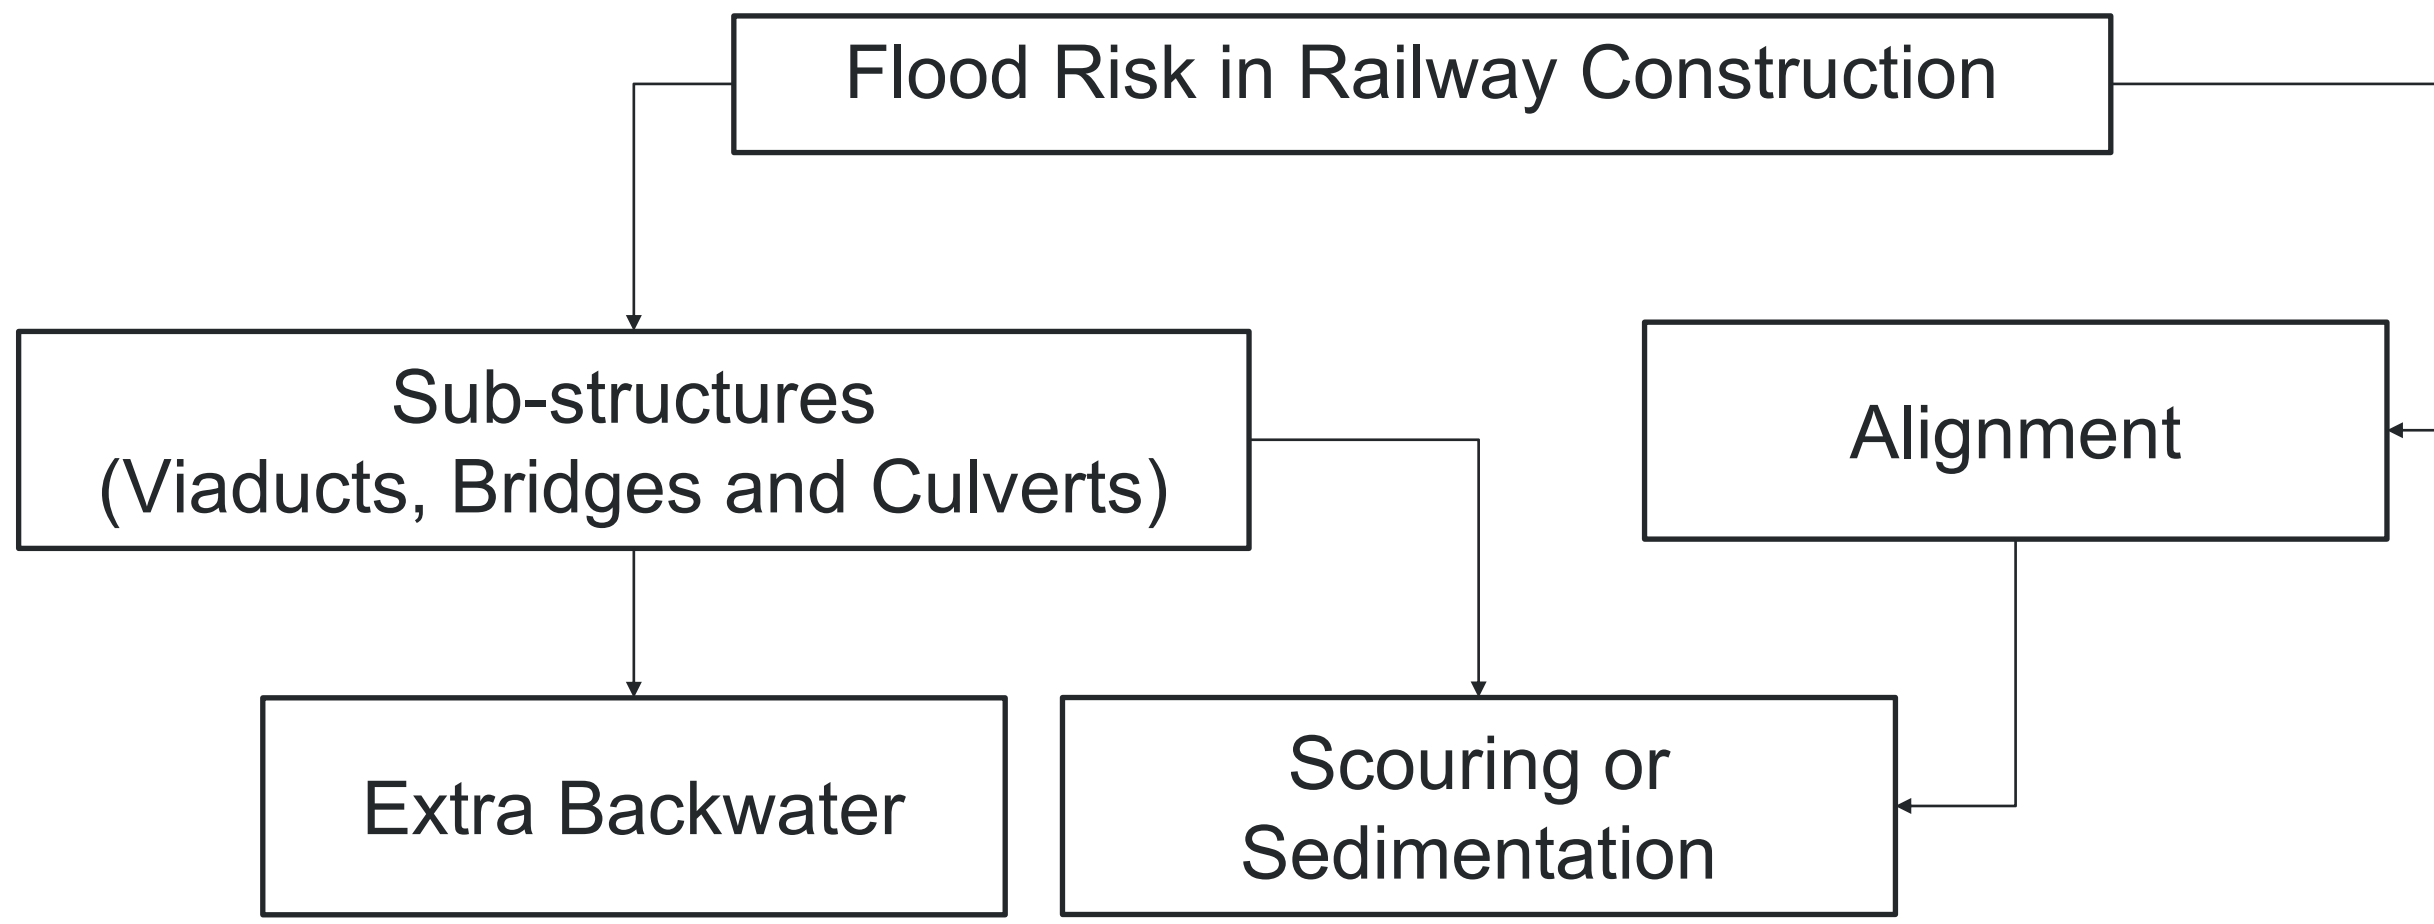 Flood Risk in Railway Construction
Sub-structures
(Viaducts, Bridges and Culverts)
Alignment
Extra Backwater
Scouring or
Sedimentation